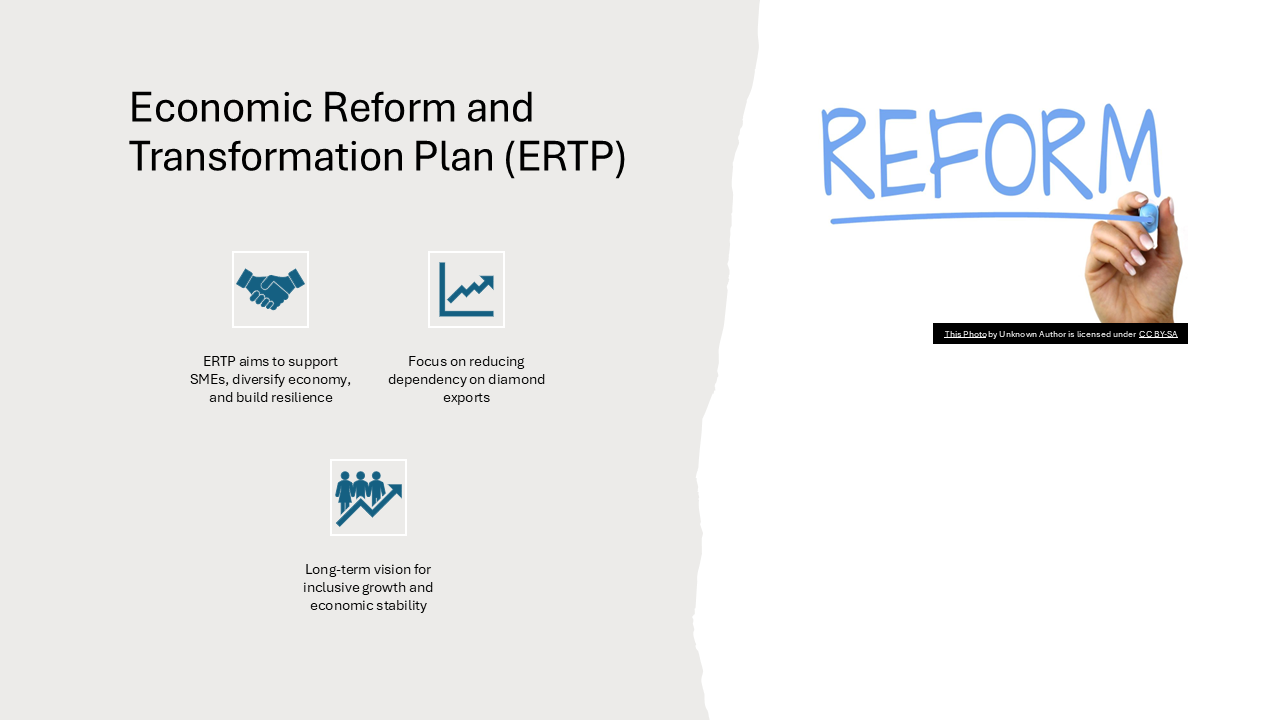 Economic Reform and
Transformation Plan (ERTP)
ERTP aims to support
SMEs, diversify economy,
and build resilience
Focus on reducing
dependency on diamond
exports
Long-term vision for
inclusive growth and
economic stability
REFORM
This Photo by Unknown Author is licensed under CC BY-SA